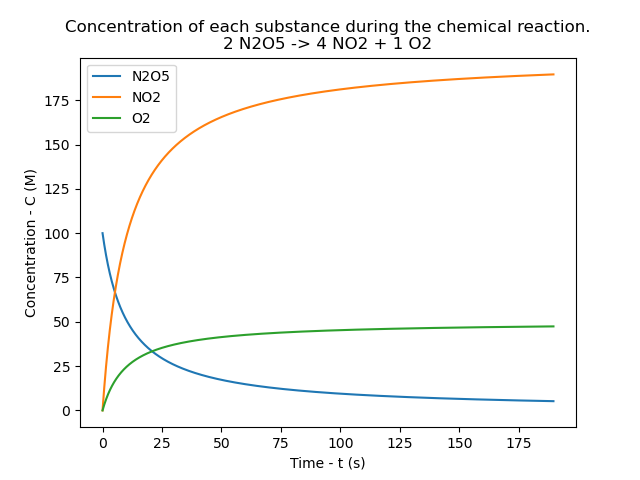 Concentration of each substance during the chemical reaction.
2 N2O5 -> 4 NO2 + 1 O2
N2O5
NO2
O2
Concentration - C (M)
175
150
125
100
75
50
25
0
0 25 50 75 100 125 150 175
Time - t (s)